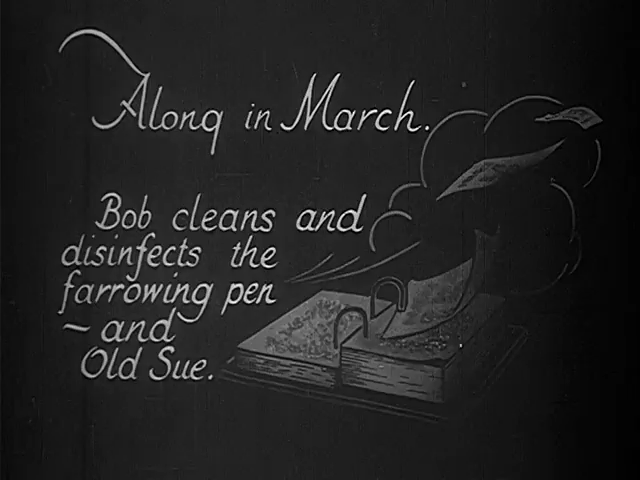 Along in March.
Bob cleans and
disinfects the
farrowing pen
— and
Old Sue.